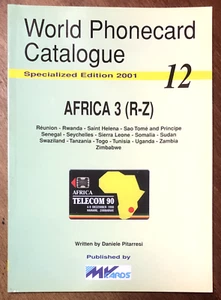 World Phonecard
Catalogue
Specialized Edition 2001
12
AFRICA 3 (R-Z)
Réunion - Rwanda - Saint Helena - Sao Tomé and Principe
Senegal - Seychelles - Sierra Leone - Somalia - Sudan
Swaziland - Tanzania - Togo - Tunisia - Uganda - Zambia
Zimbabwe
AFRICA
TELECOM 90
HARARE, ZIMBABWE
Written by Daniele Pitarresi
Published by
CARDS